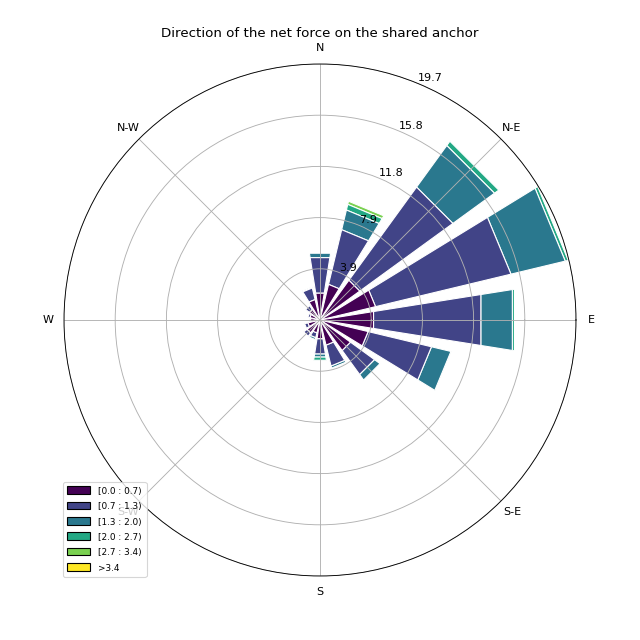 Direction of the net force on the shared anchor
N
19.7
N-W
15.8
N-E
11.8
7.9
3.9
W
E
[0.0 : 0.7)
[0.7 : 1.3)
S-W
S-E
[1.3 : 2.0)
[2.0 : 2.7)
[2.7 : 3.4)
>3.4
S